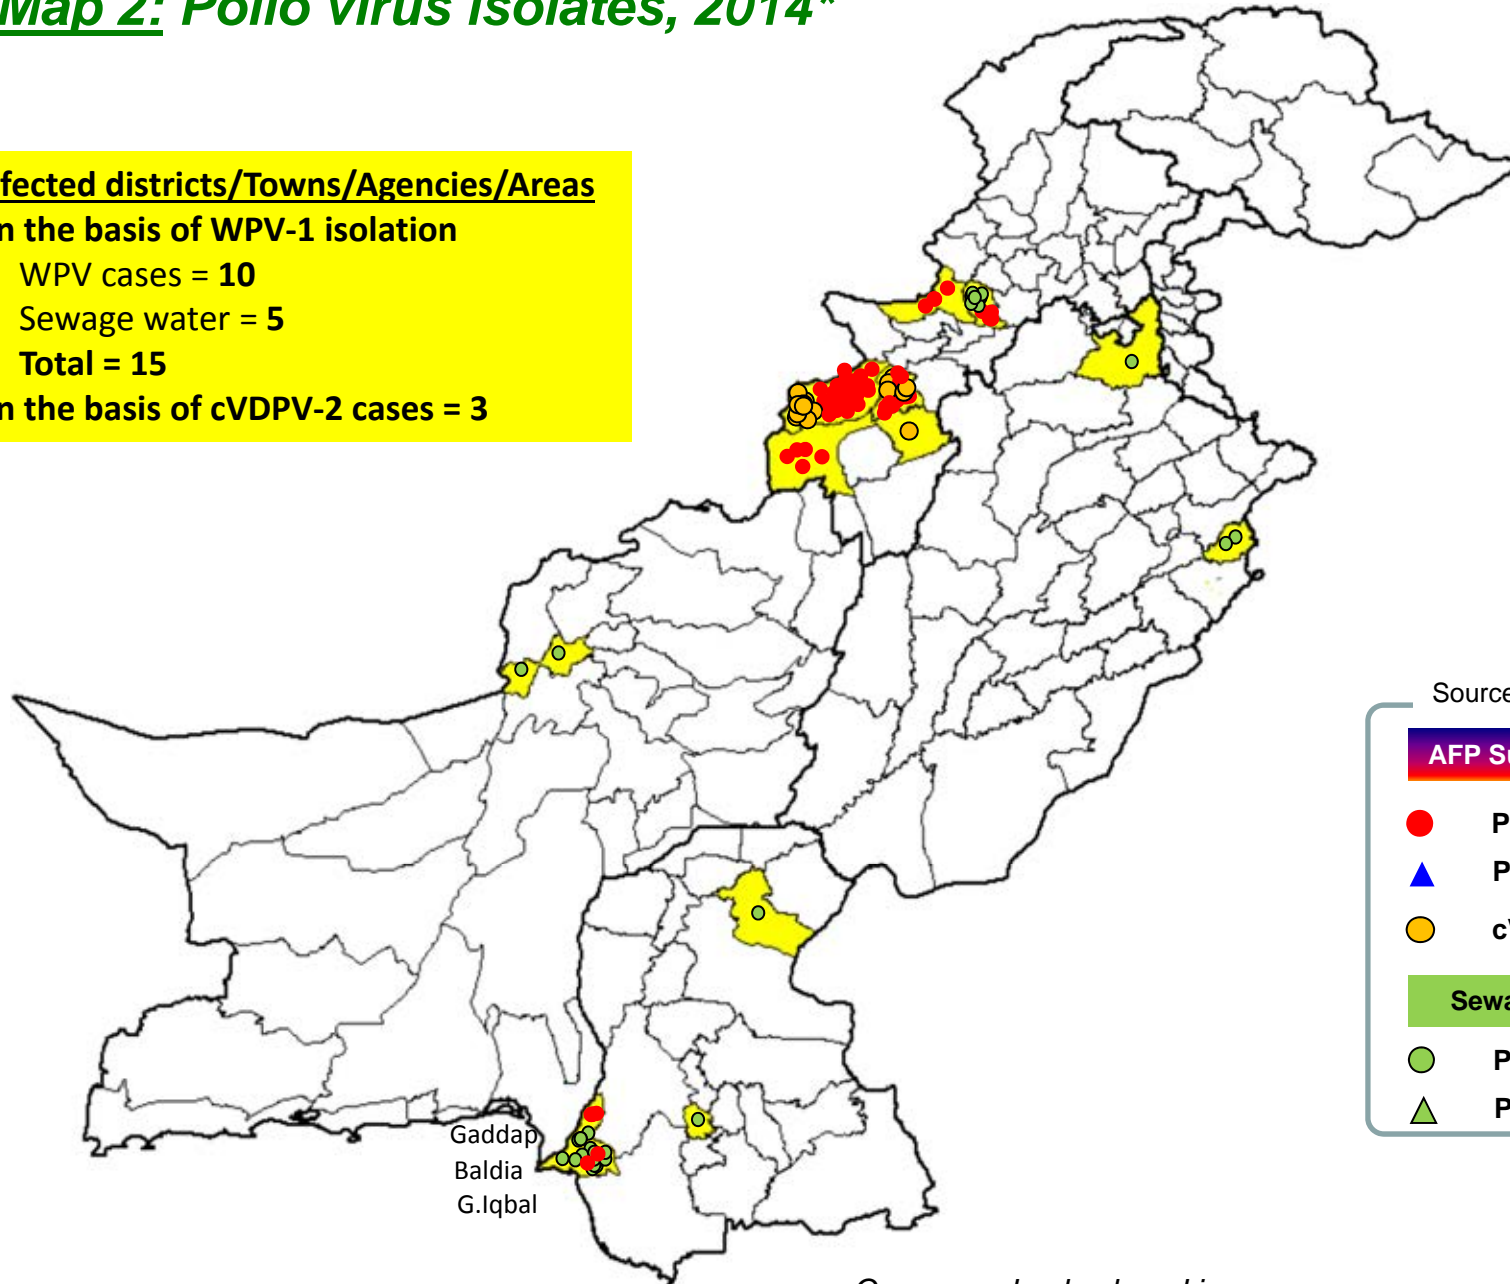 Map 2: Polio virus isolates, 2014*
fected districts/Towns/Agencies/Areas
n the basis of WPV-1 isolation
WPV cases = 10
Sewage water = 5
Total = 15
n the basis of cVDPV-2 cases = 3
Source
AFP Su
P
P
cV
Sewa
P
P
Gaddap
Baldia
G.Iqbal